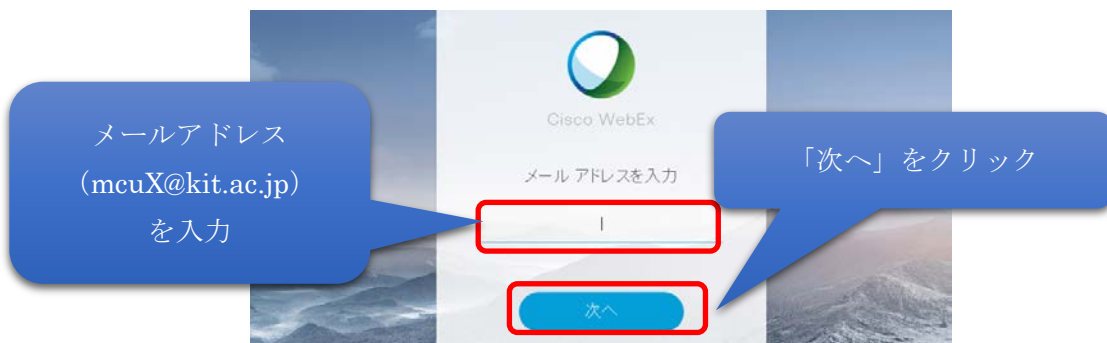 Cisco WebEx
メールアドレス
（mcuX@kit.ac.jp）
を入力
「次へ」をクリック
メール アドレスを入力
次へ